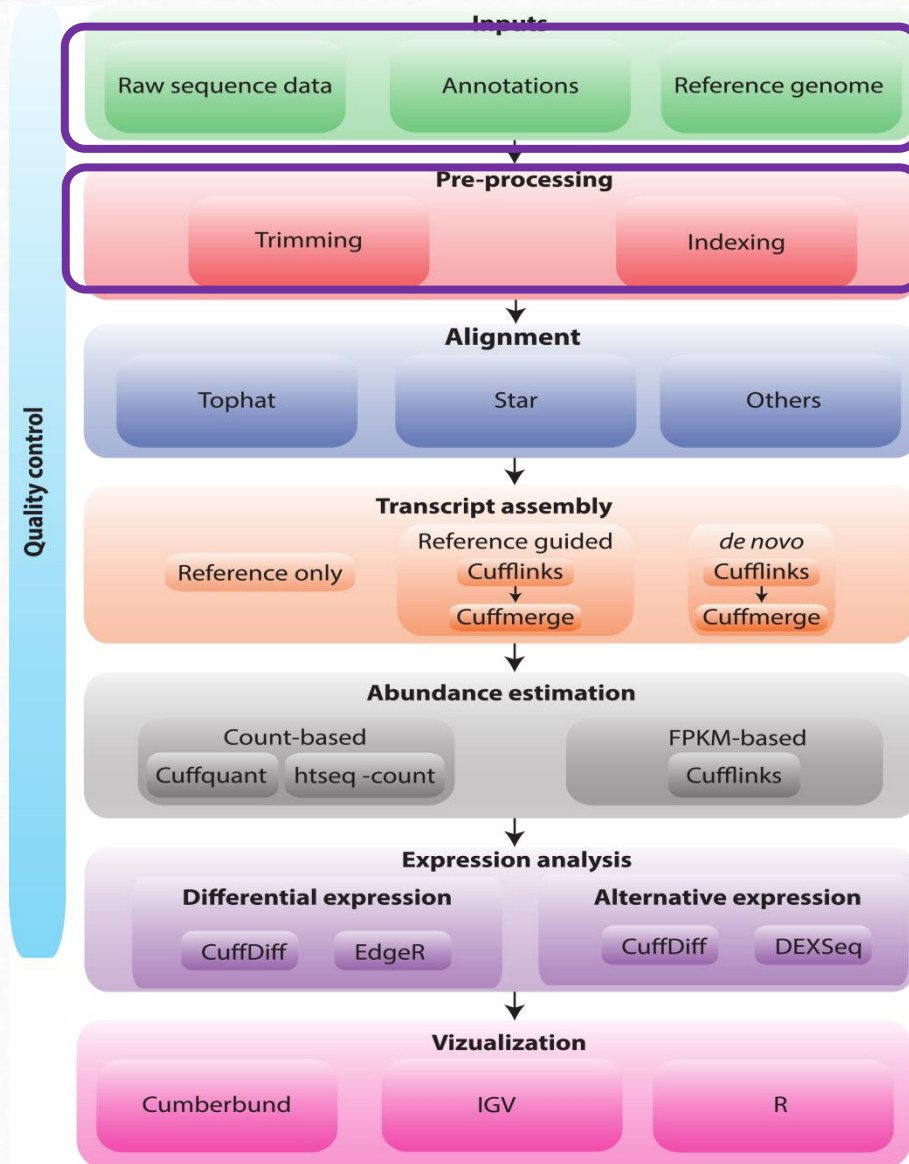 Inputs
Raw sequence data Annotations Reference genome
Pre-processing
Trimming Indexing
Alignment
Tophat Star Others
Quality control
Transcript assembly
Reference guided de novo
Reference only Cufflinks Cufflinks
Cuffmerge Cuffmerge
Abundance estimation
Count-based FPKM-based
Cuffquant htseq -count Cufflinks
Expression analysis
Differential expression Alternative expression
CuffDiff EdgeR CuffDiff DEXSeq
Vizualization
Cumberbund IGV R